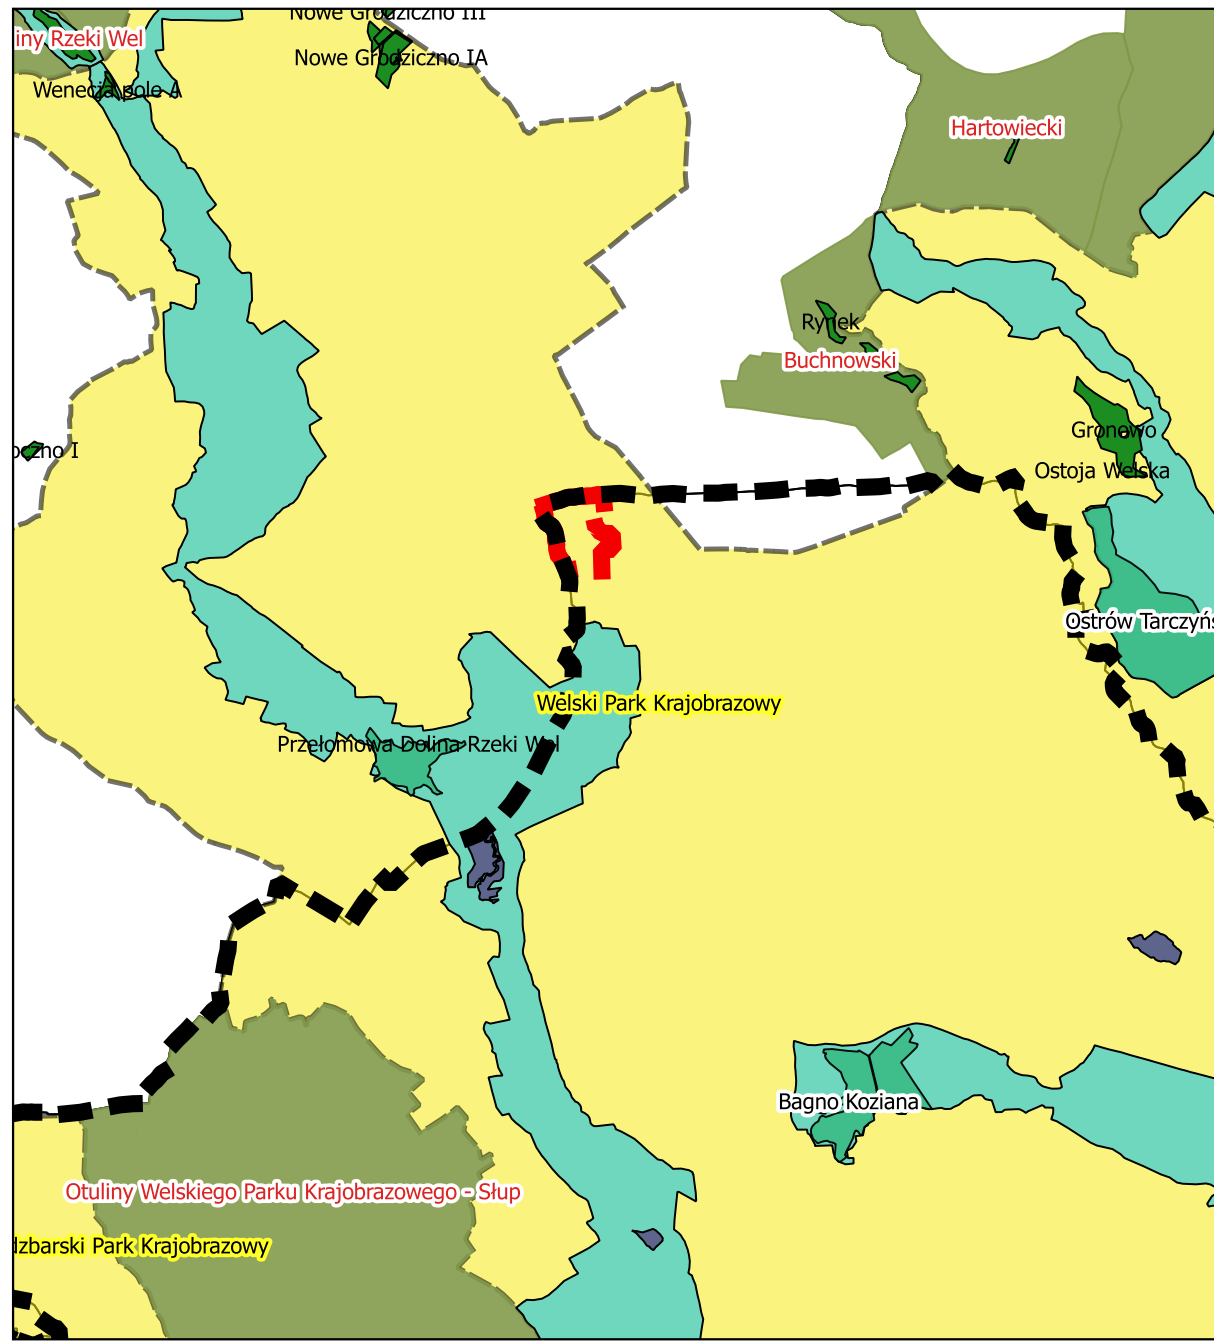 Nowe Grodziczno III
iny Rzeki Wel
Nowe Grodziczno IA
Wenecja pole A
Hartowiecki
Rynek
Buchnowski
Gronowo
oczno I
Ostoja Welska
Ostrów Tarczyńs
Welski Park Krajobrazowy
Przełomowa Dolina Rzeki Wel
Bagno Koziana
Otuliny Welskiego Parku Krajobrazowego - Słup
dzbarski Park Krajobrazowy